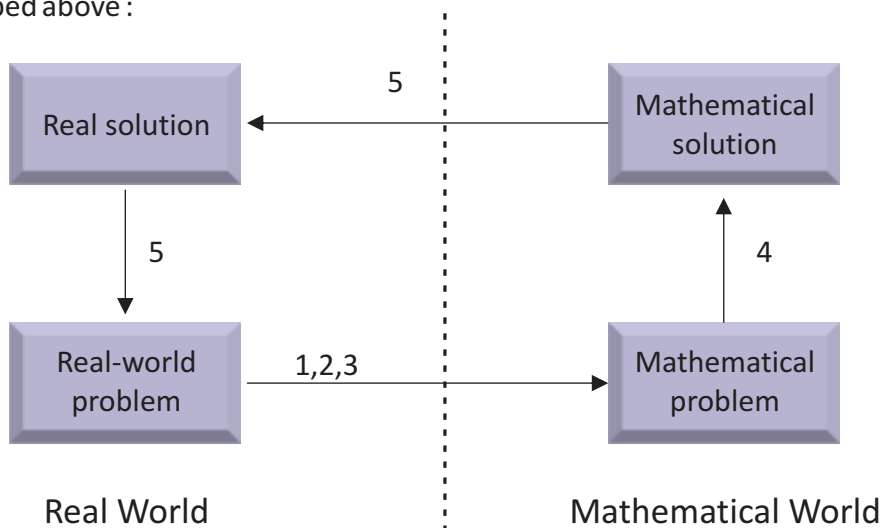 above :
5
Real solution
Mathematical
solution
5
4
Real-world
problem
1,2,3
Mathematical
problem
Real World
Mathematical World